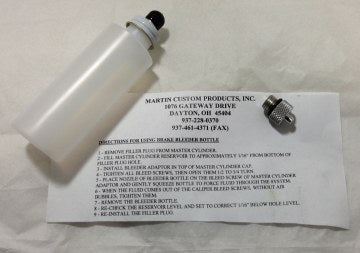 MARTIN CUSTOM PRODUCTS, INC.
1076 GATEWAY DRIVE
DAYTON, OH 45404
937-228-0370
937-461-4371 (FAX)
DIRECTIONS FOR USING BRAKE BLEEDER BOTTLE
1 - REMOVE FILLER PLUG FROM MASTER CYLINDER.
2 - FILL MASTER CYLINDER RESERVOIR TO APPROXIMATELY 1/16" FROM BOTTOM OF
FILLER PLUG HOLE.
3 - INSTALL BLEEDER ADAPTOR IN TOP OF MASTER CYLINDER CAP.
4 - TIGHTEN ALL BLEED SCREWS, THEN OPEN THEM 1/2 TO 3/4 TURN.
5 - PLACE NOZZLE OF BLEEDER BOTTLE ON THE BLEED SCREW OF MASTER CYLINDER
ADAPTOR AND GENTLY SQUEEZE BOTTLE TO FORCE FLUID THROUGH THE SYSTEM.
6 - WHEN THE FLUID COMES OUT OF THE CALIPER BLEED SCREWS, WITHOUT AIR
BUBBLES, TIGHTEN THEM.
7 - REMOVE THE BLEEDER BOTTLE.
8 - RE-CHECK THE RESERVOIR LEVEL AND SET TO CORRECT 1/16" BELOW HOLE LEVEL.
9 - RE-INSTALL THE FILLER PLUG.